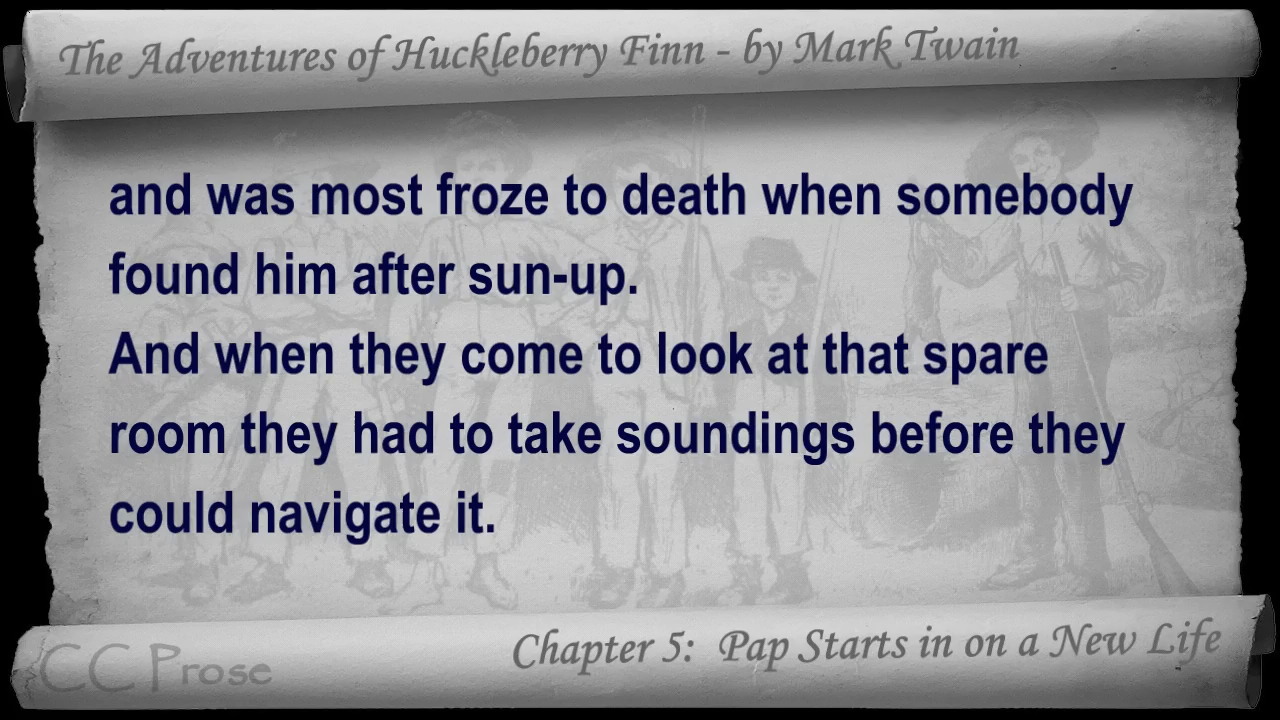 The Adventures of Huckleberry Finn - by Mark Twain
and was most froze to death when somebody
found him after sun-up.
And when they come to look at that spare
room they had to take soundings before they
could navigate it.
Chapter 5: Pap Starts in on a New Life
CC Prose